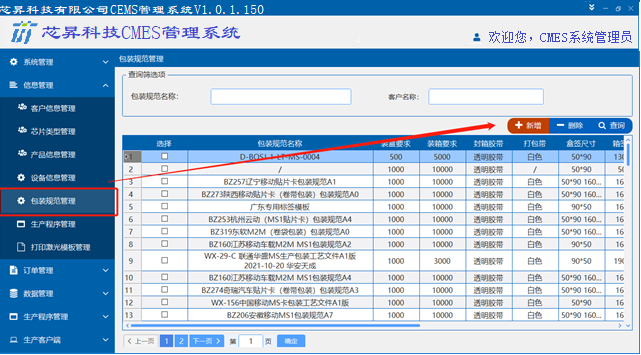 芯昇科技有限公司CEMS管理系统V1.0.1.150
芯昇科技CMES管理系统
欢迎您，CMES系统管理员
系统管理
信息管理
客户信息管理
芯片类型管理
产品信息管理
设备信息管理
包装规范管理
生产程序管理
打印激光模板管理
订单管理
数据管理
生产程序管理
生产客户端
包装规范管理
查询筛选项
包装规范名称： 客户名称：
新增 删除 查询
选择 包装规范名称 装盒要求 装箱要求 封箱胶带 打包带 盒签尺寸
1 D-BOSJ-1-LT-MS-0004 500 5000 透明胶带 白色 50*90 130
2 / 1000 10000 透明胶带 / 50*90 16
3 BZ257辽宁移动贴片卡包装规范A1 1000 10000 透明胶带 白色 50*90 160... 16
4 BZ273陕西移动贴片卡（卷带包装）包装规范A0 1000 10000 透明胶带 白色 50*90 160... 16
5 广东专用标签模板 1000 10000 透明胶带 白色 50*90 16
6 BZ253杭州云动（MS1贴片卡）包装规范A4 1000 10000 透明胶带 白色 50*90 160... 16
7 BZ319东软M2M（卷袋包装）包装规范A0 1000 10000 透明胶带 白色 50*90 160... 16
8 BZ160江苏移动车载M2M MS1包装规范A2 1000 10000 透明胶带 白色 90*50 16
9 WX-29-C 联通华盛MS生产包装工艺文件A1版 1000 3000 透明胶带 白色 90*50 190
2021-10-20 华安天成
10 BZ160江苏移动车载M2M MS1包装规范A4 1000 10000 透明胶带 白色 50*90 160... 16
11 BZ274奇瑞汽车贴片卡（卷带包装）包装规范A3 1000 10000 透明胶带 白色 50*90 160... 16
12 WX-156中国移动MS卡包装工艺文件A1版 1000 10000 透明胶带 白色 50*90 16
13 BZ206安徽移动MS1包装规范A7 1000 10000 透明胶带 白色 50*90 160... 16
上一页 1 2 下一页 第 1 页 确定